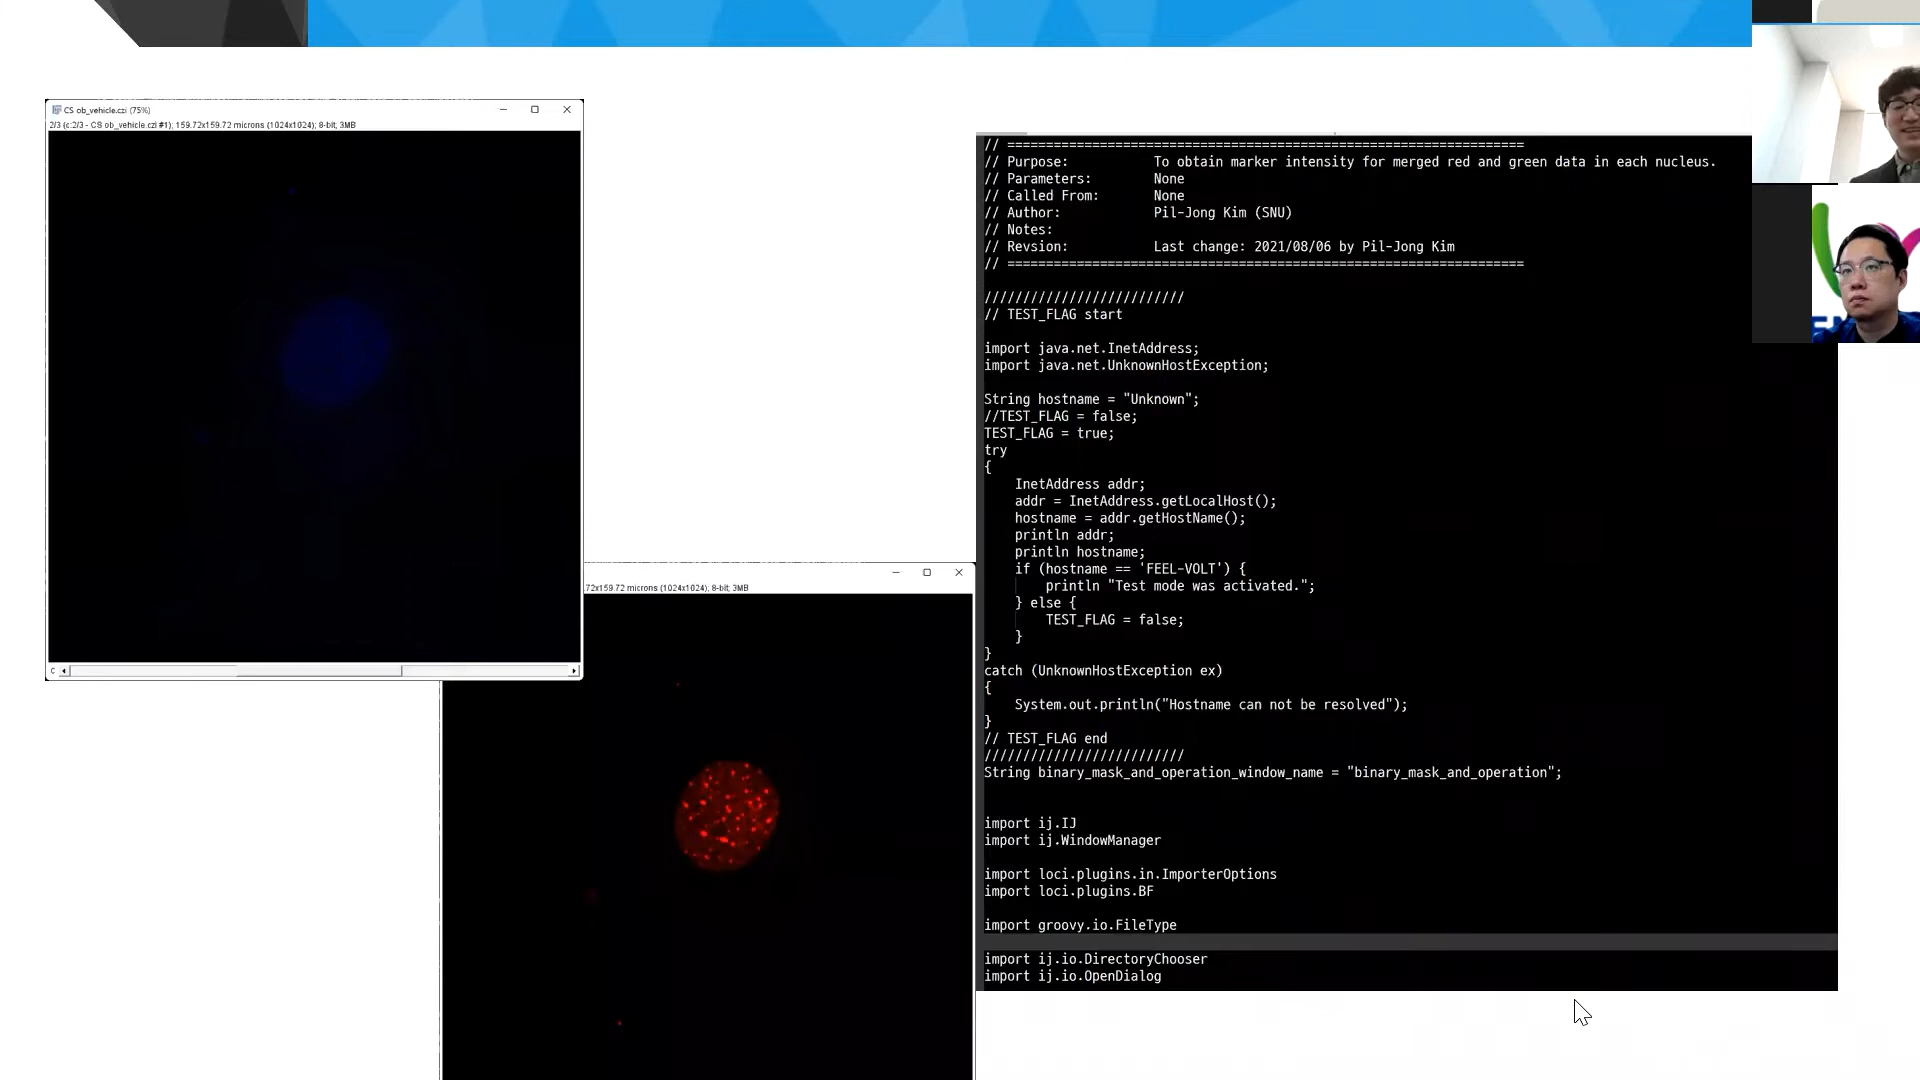 CS ob_vehicle.czi (75%)
2/3 (c:2/3 - CS ob_vehicle.czi #1); 159.72x159.72 microns (1024x1024); 8-bit; 3MB
c
72x159.72 microns (1024x1024); 8-bit; 3MB
// ===================================================================
// Purpose: To obtain marker intensity for merged red and green data in each nucleus.
// Parameters: None
// Called From: None
// Author: Pil-Jong Kim (SNU)
// Notes:
// Revsion: Last change: 2021/08/06 by Pil-Jong Kim
// ===================================================================
//////////////////////////
// TEST_FLAG start
import java.net.InetAddress;
import java.net.UnknownHostException;
String hostname = "Unknown";
//TEST_FLAG = false;
TEST_FLAG = true;
try
{
InetAddress addr;
addr = InetAddress.getLocalHost();
hostname = addr.getHostName();
println addr;
println hostname;
if (hostname == 'FEEL-VOLT') {
println "Test mode was activated.";
} else {
TEST_FLAG = false;
}
}
catch (UnknownHostException ex)
{
System.out.println("Hostname can not be resolved");
}
// TEST_FLAG end
//////////////////////////
String binary_mask_and_operation_window_name = "binary_mask_and_operation";
import ij.IJ
import ij.WindowManager
import loci.plugins.in.ImporterOptions
import loci.plugins.BF
import groovy.io.FileType
import ij.io.DirectoryChooser
import ij.io.OpenDialog